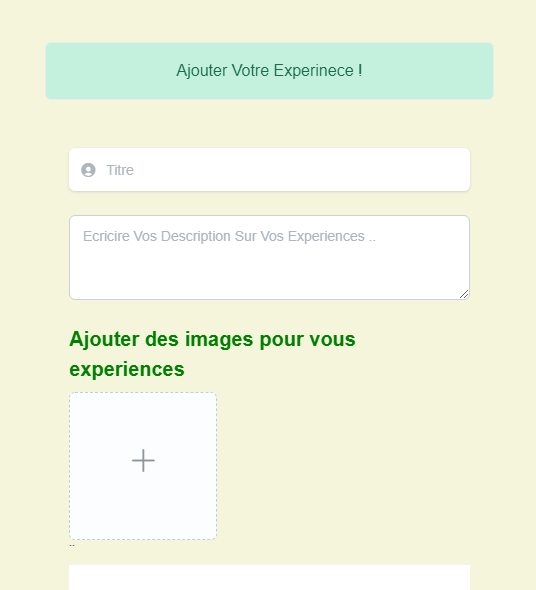 Ajouter Votre Experinece !
Titre
Ecricire Vos Description Sur Vos Experiences ..
Ajouter des images pour vous
experiences
..